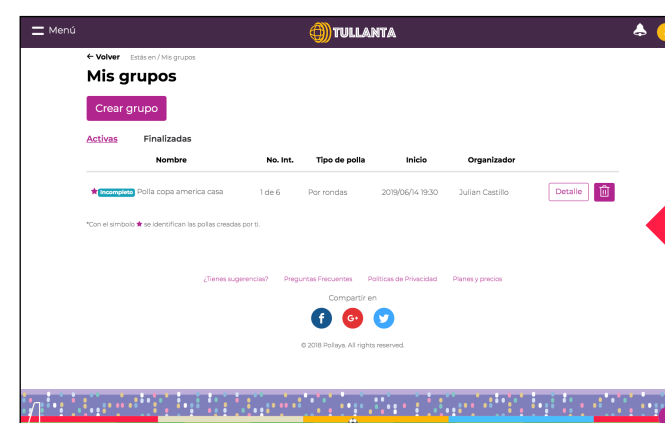 Menú
TULLANTA
← Volver Estás en / Mis grupos
Mis grupos
Crear grupo
Activas Finalizadas
Nombre No. Int. Tipo de polla Inicio Organizador
★ Incompleto Polla copa america casa 1 de 6 Por rondas 2019/06/14 19:30 Julian Castillo Detalle
*Con el simbolo ★ se identifican las pollas creadas por ti.
¿Tienes sugerencias? Preguntas Frecuentes Políticas de Privacidad Planes y precios
Compartir en
f G+
© 2018 Pollaya. All rights reserved.